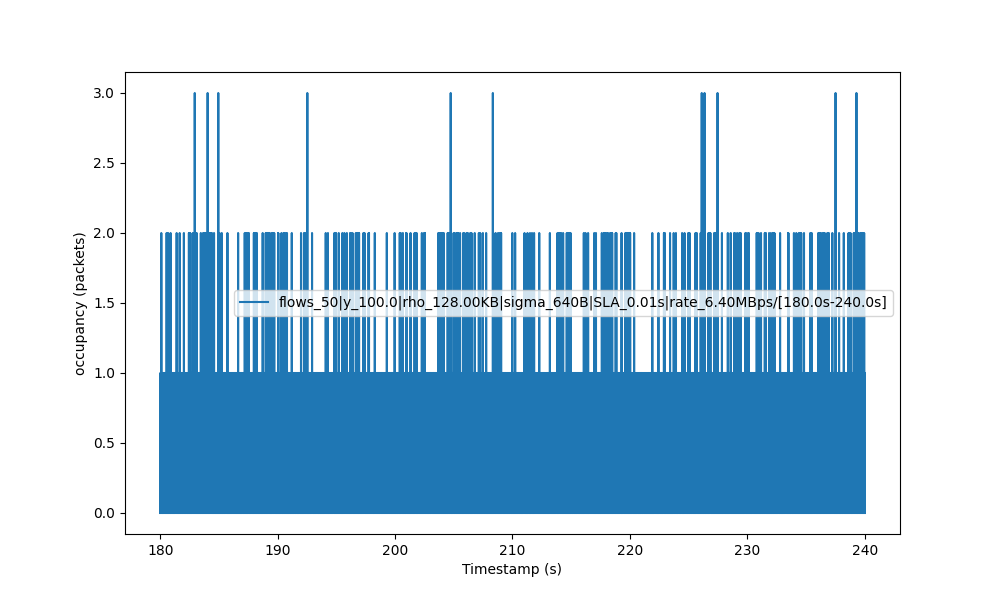 3.0
2.5
2.0
1.5
1.0
0.5
0.0
occupancy (packets)
flows_50|y_100.0|rho_128.00KB|sigma_640B|SLA_0.01s|rate_6.40MBps/[180.0s-240.0s]
180 190 200 210 220 230 240
Timestamp (s)